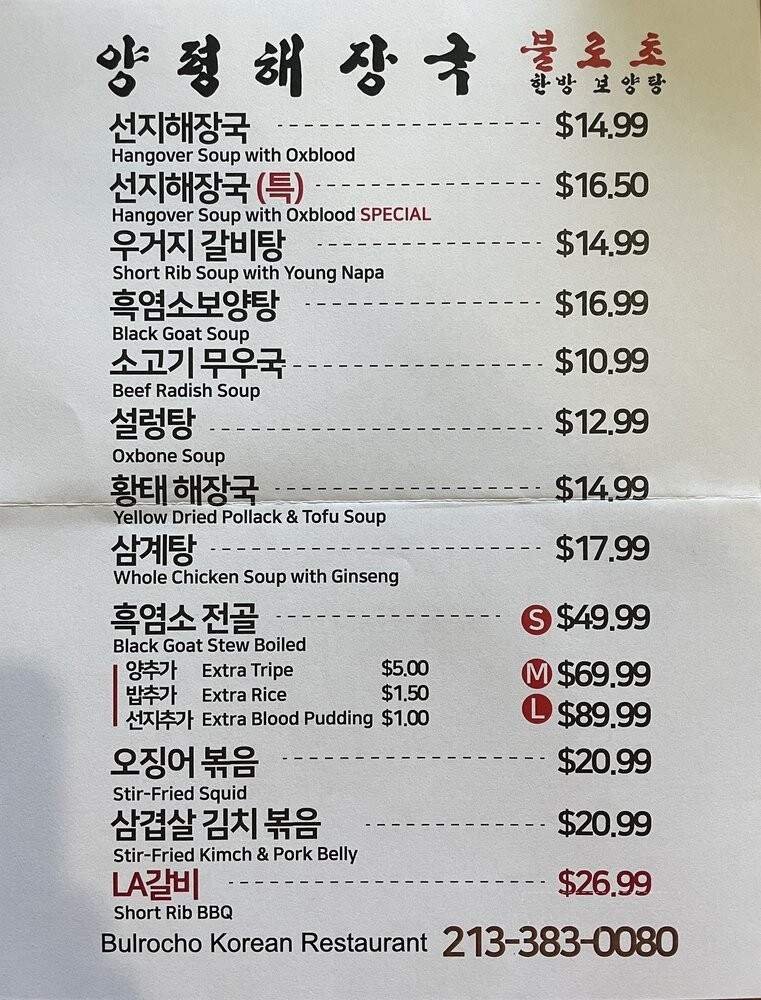 양평해장국 불로초
한방 보양탕
선지해장국 $14.99
Hangover Soup with Oxblood
선지해장국 (특) $16.50
Hangover Soup with Oxblood SPECIAL
우거지 갈비탕 $14.99
Short Rib Soup with Young Napa
흑염소보양탕 $16.99
Black Goat Soup
소고기 무우국 $10.99
Beef Radish Soup
설렁탕 $12.99
Oxbone Soup
황태 해장국 $14.99
Yellow Dried Pollack & Tofu Soup
삼계탕 $17.99
Whole Chicken Soup with Ginseng
흑염소 전골 S $49.99
Black Goat Stew Boiled
양추가 Extra Tripe $5.00 M $69.99
밥추가 Extra Rice $1.50
선지추가 Extra Blood Pudding $1.00 L $89.99
오징어 볶음 $20.99
Stir-Fried Squid
삼겹살 김치 볶음 $20.99
Stir-Fried Kimch & Pork Belly
LA갈비 $26.99
Short Rib BBQ
Bulrocho Korean Restaurant 213-383-0080